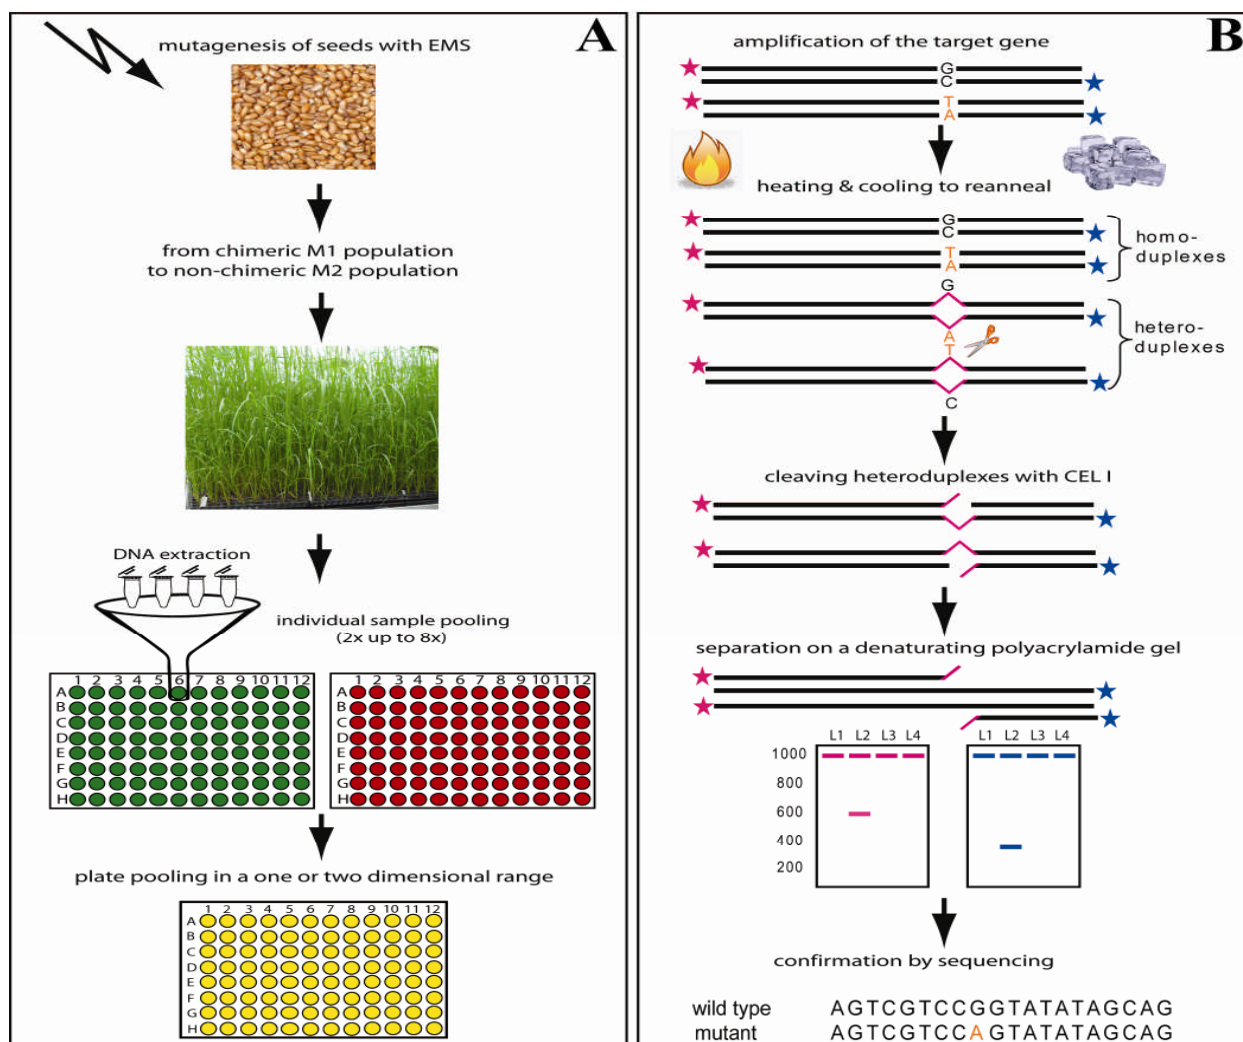 A
mutagenesis of seeds with EMS
from chimeric M1 population
to non-chimeric M2 population
DNA extraction
individual sample pooling
(2x up to 8x)
1 2 3 4 5 6 7 8 9 10 11 12
A
B
C
D
E
F
G
H
1 2 3 4 5 6 7 8 9 10 11 12
A
B
C
D
E
F
G
H
plate pooling in a one or two dimensional range
1 2 3 4 5 6 7 8 9 10 11 12
A
B
C
D
E
F
G
H
B
amplification of the target gene
G
C
T
A
heating & cooling to reanneal
G
C
T
A
homo-
duplexes
G
A
T
C
hetero-
duplexes
cleaving heteroduplexes with CEL I
separation on a denaturating polyacrylamide gel
L1 L2 L3 L4
L1 L2 L3 L4
1000
800
600
400
200
confirmation by sequencing
wild type AGTCGTCCGGTATATAGCAG
mutant AGTCGTCCAGTATATAGCAG